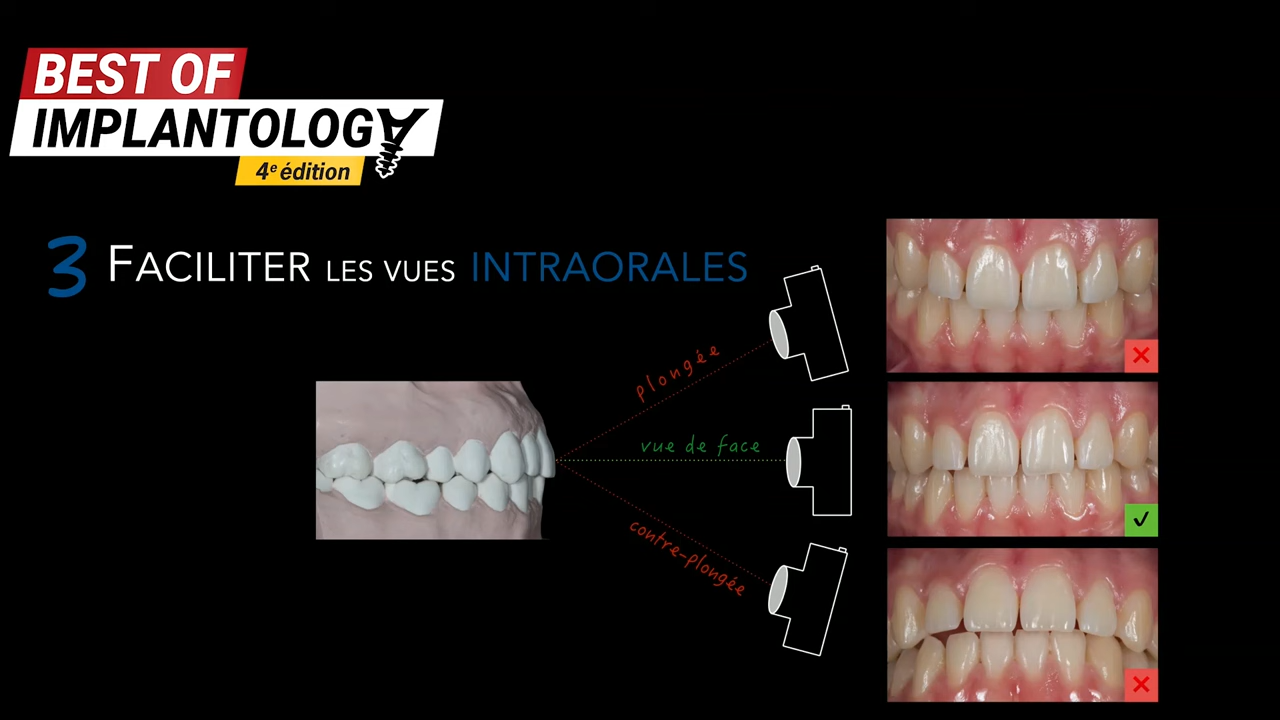 BEST OF
IMPLANTOLOGY
4e édition
3 FACILITER LES VUES INTRAORALES
plongée
vue de face
contre-plongée